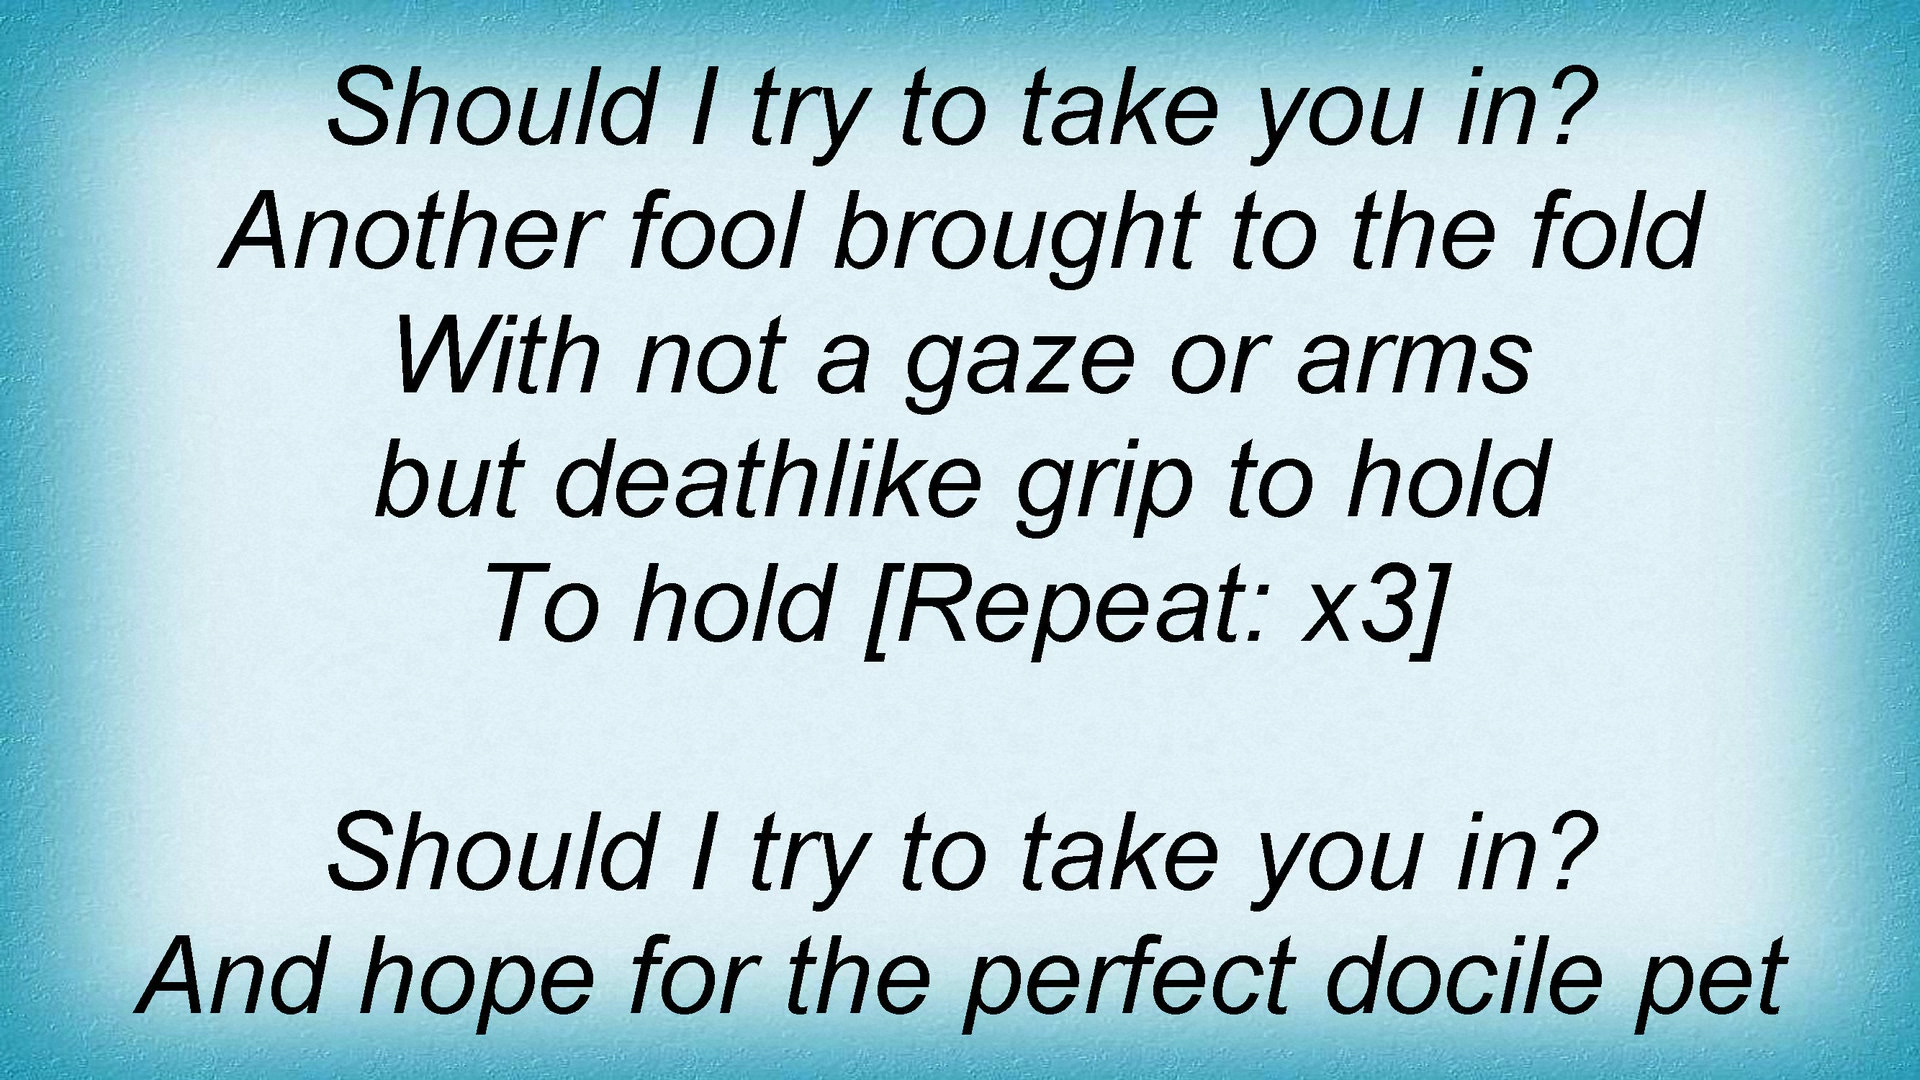 Should I try to take you in?
Another fool brought to the fold
With not a gaze or arms
but deathlike grip to hold
To hold [Repeat: x3]
Should I try to take you in?
And hope for the perfect docile pet